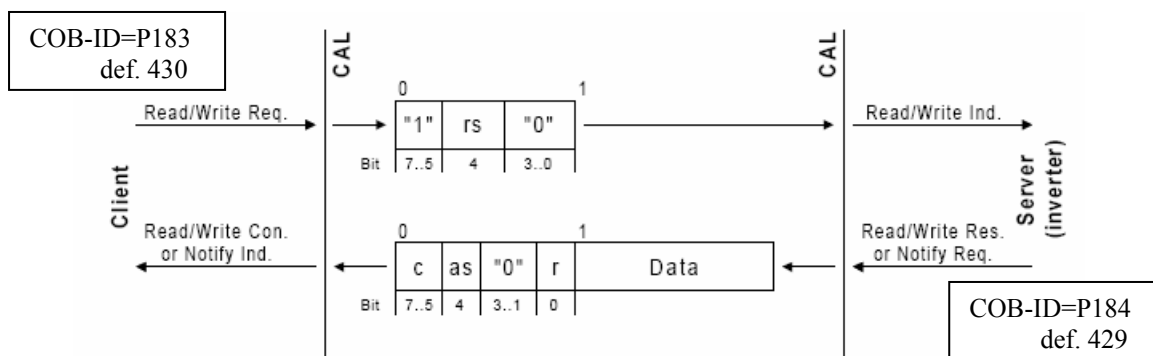 COB-ID=P183
def. 430
CAL
CAL
0 1
Read/Write Req.
"1" rs "0"
Read/Write Ind.
Bit 7..5 4 3..0
Client
Server
(inverter)
Read/Write Con.
or Notify Ind.
0 1
c as "0" r Data
Read/Write Res.
or Notify Req.
Bit 7..5 4 3..1 0
COB-ID=P184
def. 429